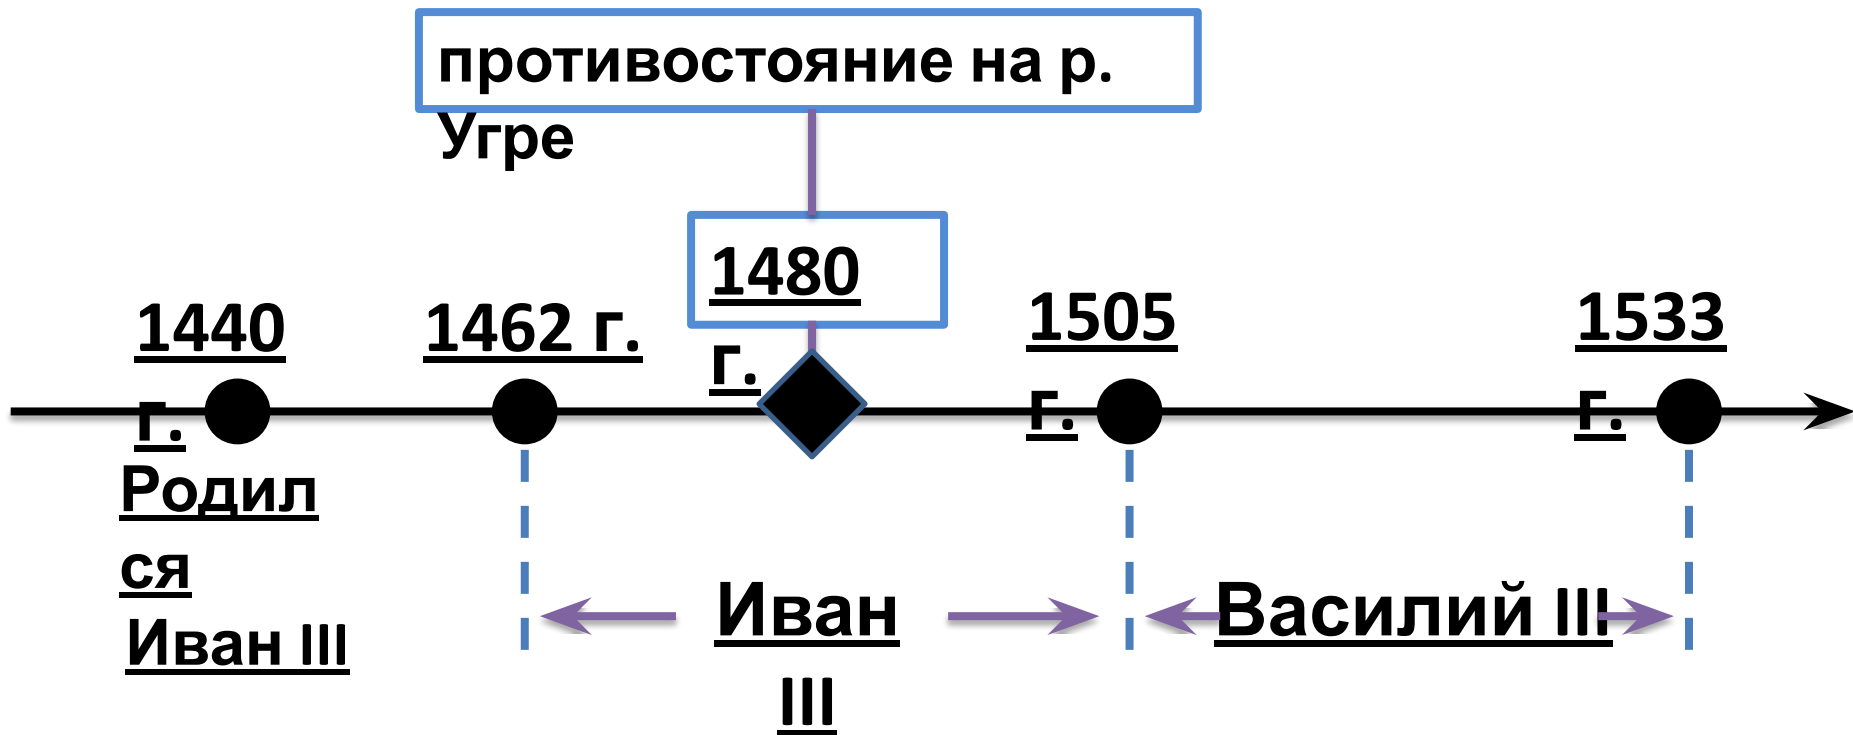 противостояние на р.
Угре
1480
г.
1440
г.
1462 г.
1505
г.
1533
г.
Родил
ся
Иван III
Иван
III
Василий III